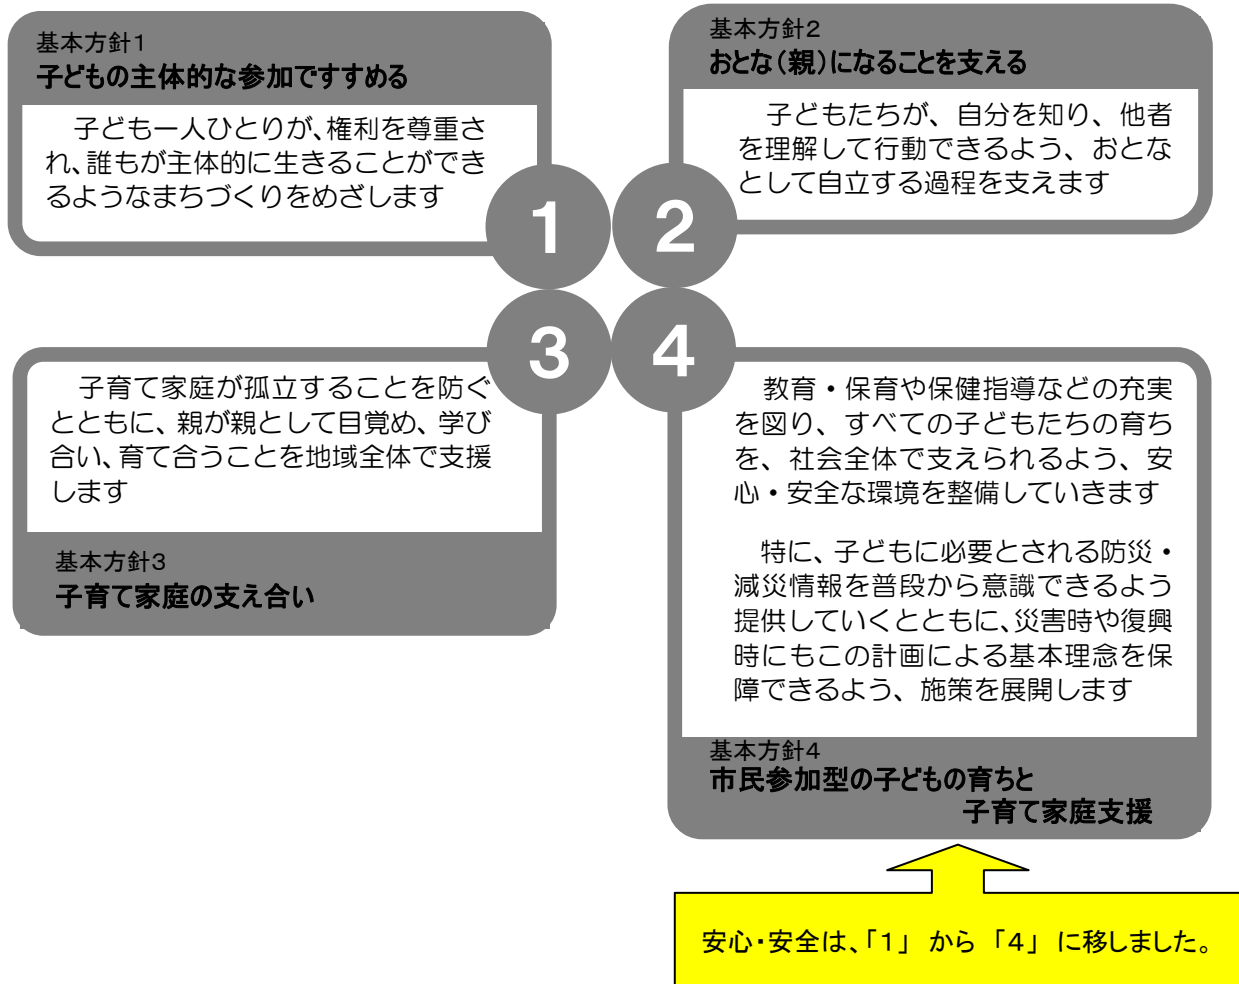 基本方針1
子どもの主体的な参加ですすめる
子ども一人ひとりが、権利を尊重さ
れ、誰もが主体的に生きることができ
るようなまちづくりをめざします
1
基本方針2
おとな(親)になることを支える
子どもたちが、自分を知り、他者
を理解して行動できるよう、おとな
として自立する過程を支えます
2
3
子育て家庭が孤立することを防ぐ
とともに、親が親として目覚め、学び
合い、育て合うことを地域全体で支援
します
基本方針3
子育て家庭の支え合い
4
教育・保育や保健指導などの充実
を図り、すべての子どもたちの育ち
を、社会全体で支えられるよう、安
心・安全な環境を整備していきます
特に、子どもに必要とされる防災・
減災情報を普段から意識できるよう
提供していくとともに、災害時や復興
時にもこの計画による基本理念を保
障できるよう、施策を展開します
基本方針4
市民参加型の子どもの育ちと
子育て家庭支援
安心・安全は、「1」 から 「4」 に移しました。